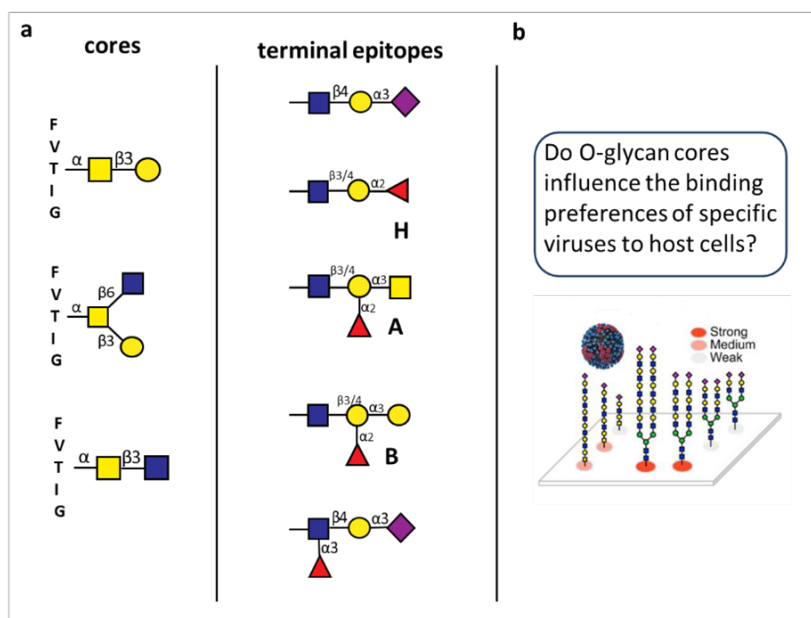 a
cores
F
V
T
I
G
α
β3
F
V
T
I
G
α
β6
β3
F
V
T
I
G
α
β3
terminal epitopes
β4
α3
β3/4
α2
H
β3/4
α3
α2
A
β3/4
α3
α2
B
β4
α3
α3
b
Do O-glycan cores
influence the binding
preferences of specific
viruses to host cells?
Strong
Medium
Weak